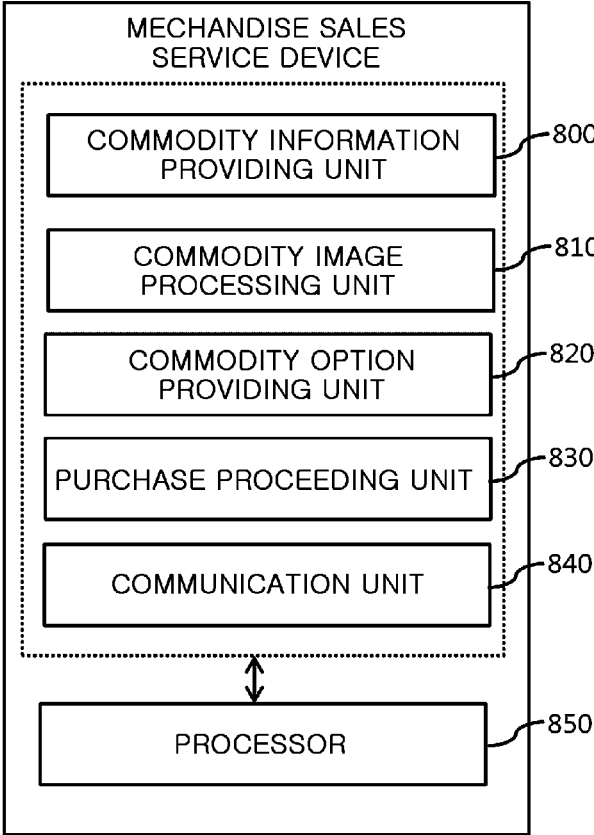 MECHANDISE SALES
SERVICE DEVICE
COMMODITY INFORMATION
PROVIDING UNIT
800
COMMODITY IMAGE
PROCESSING UNIT
810
COMMODITY OPTION
PROVIDING UNIT
820
PURCHASE PROCEEDING UNIT
830
COMMUNICATION UNIT
840
PROCESSOR
850